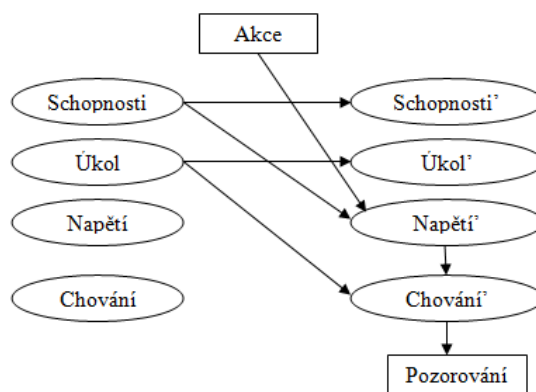 Akce
Schopnosti
Schopnosti’
Úkol
Úkol’
Napětí
Napětí’
Chování
Chování’
Pozorování